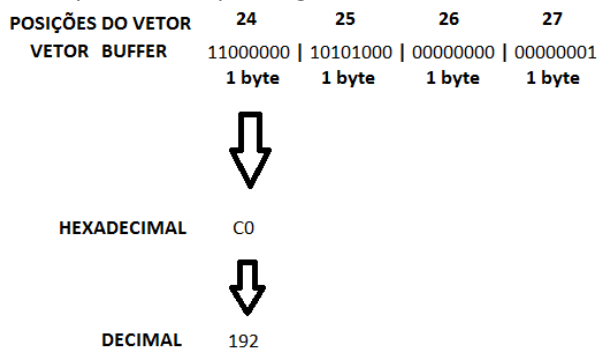 POSIÇÕES DO VETOR 24 25 26 27
VETOR BUFFER 11000000 | 10101000 | 00000000 | 00000001
1 byte 1 byte 1 byte 1 byte
HEXADECIMAL C0
DECIMAL 192